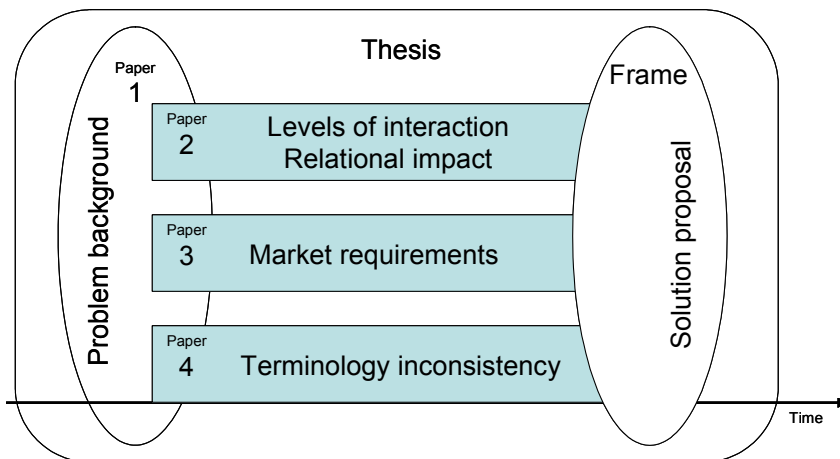 Thesis
Paper
1
Problem background
Paper
2
Levels of interaction
Relational impact
Paper
3
Market requirements
Paper
4
Terminology inconsistency
Frame
Solution proposal
Time